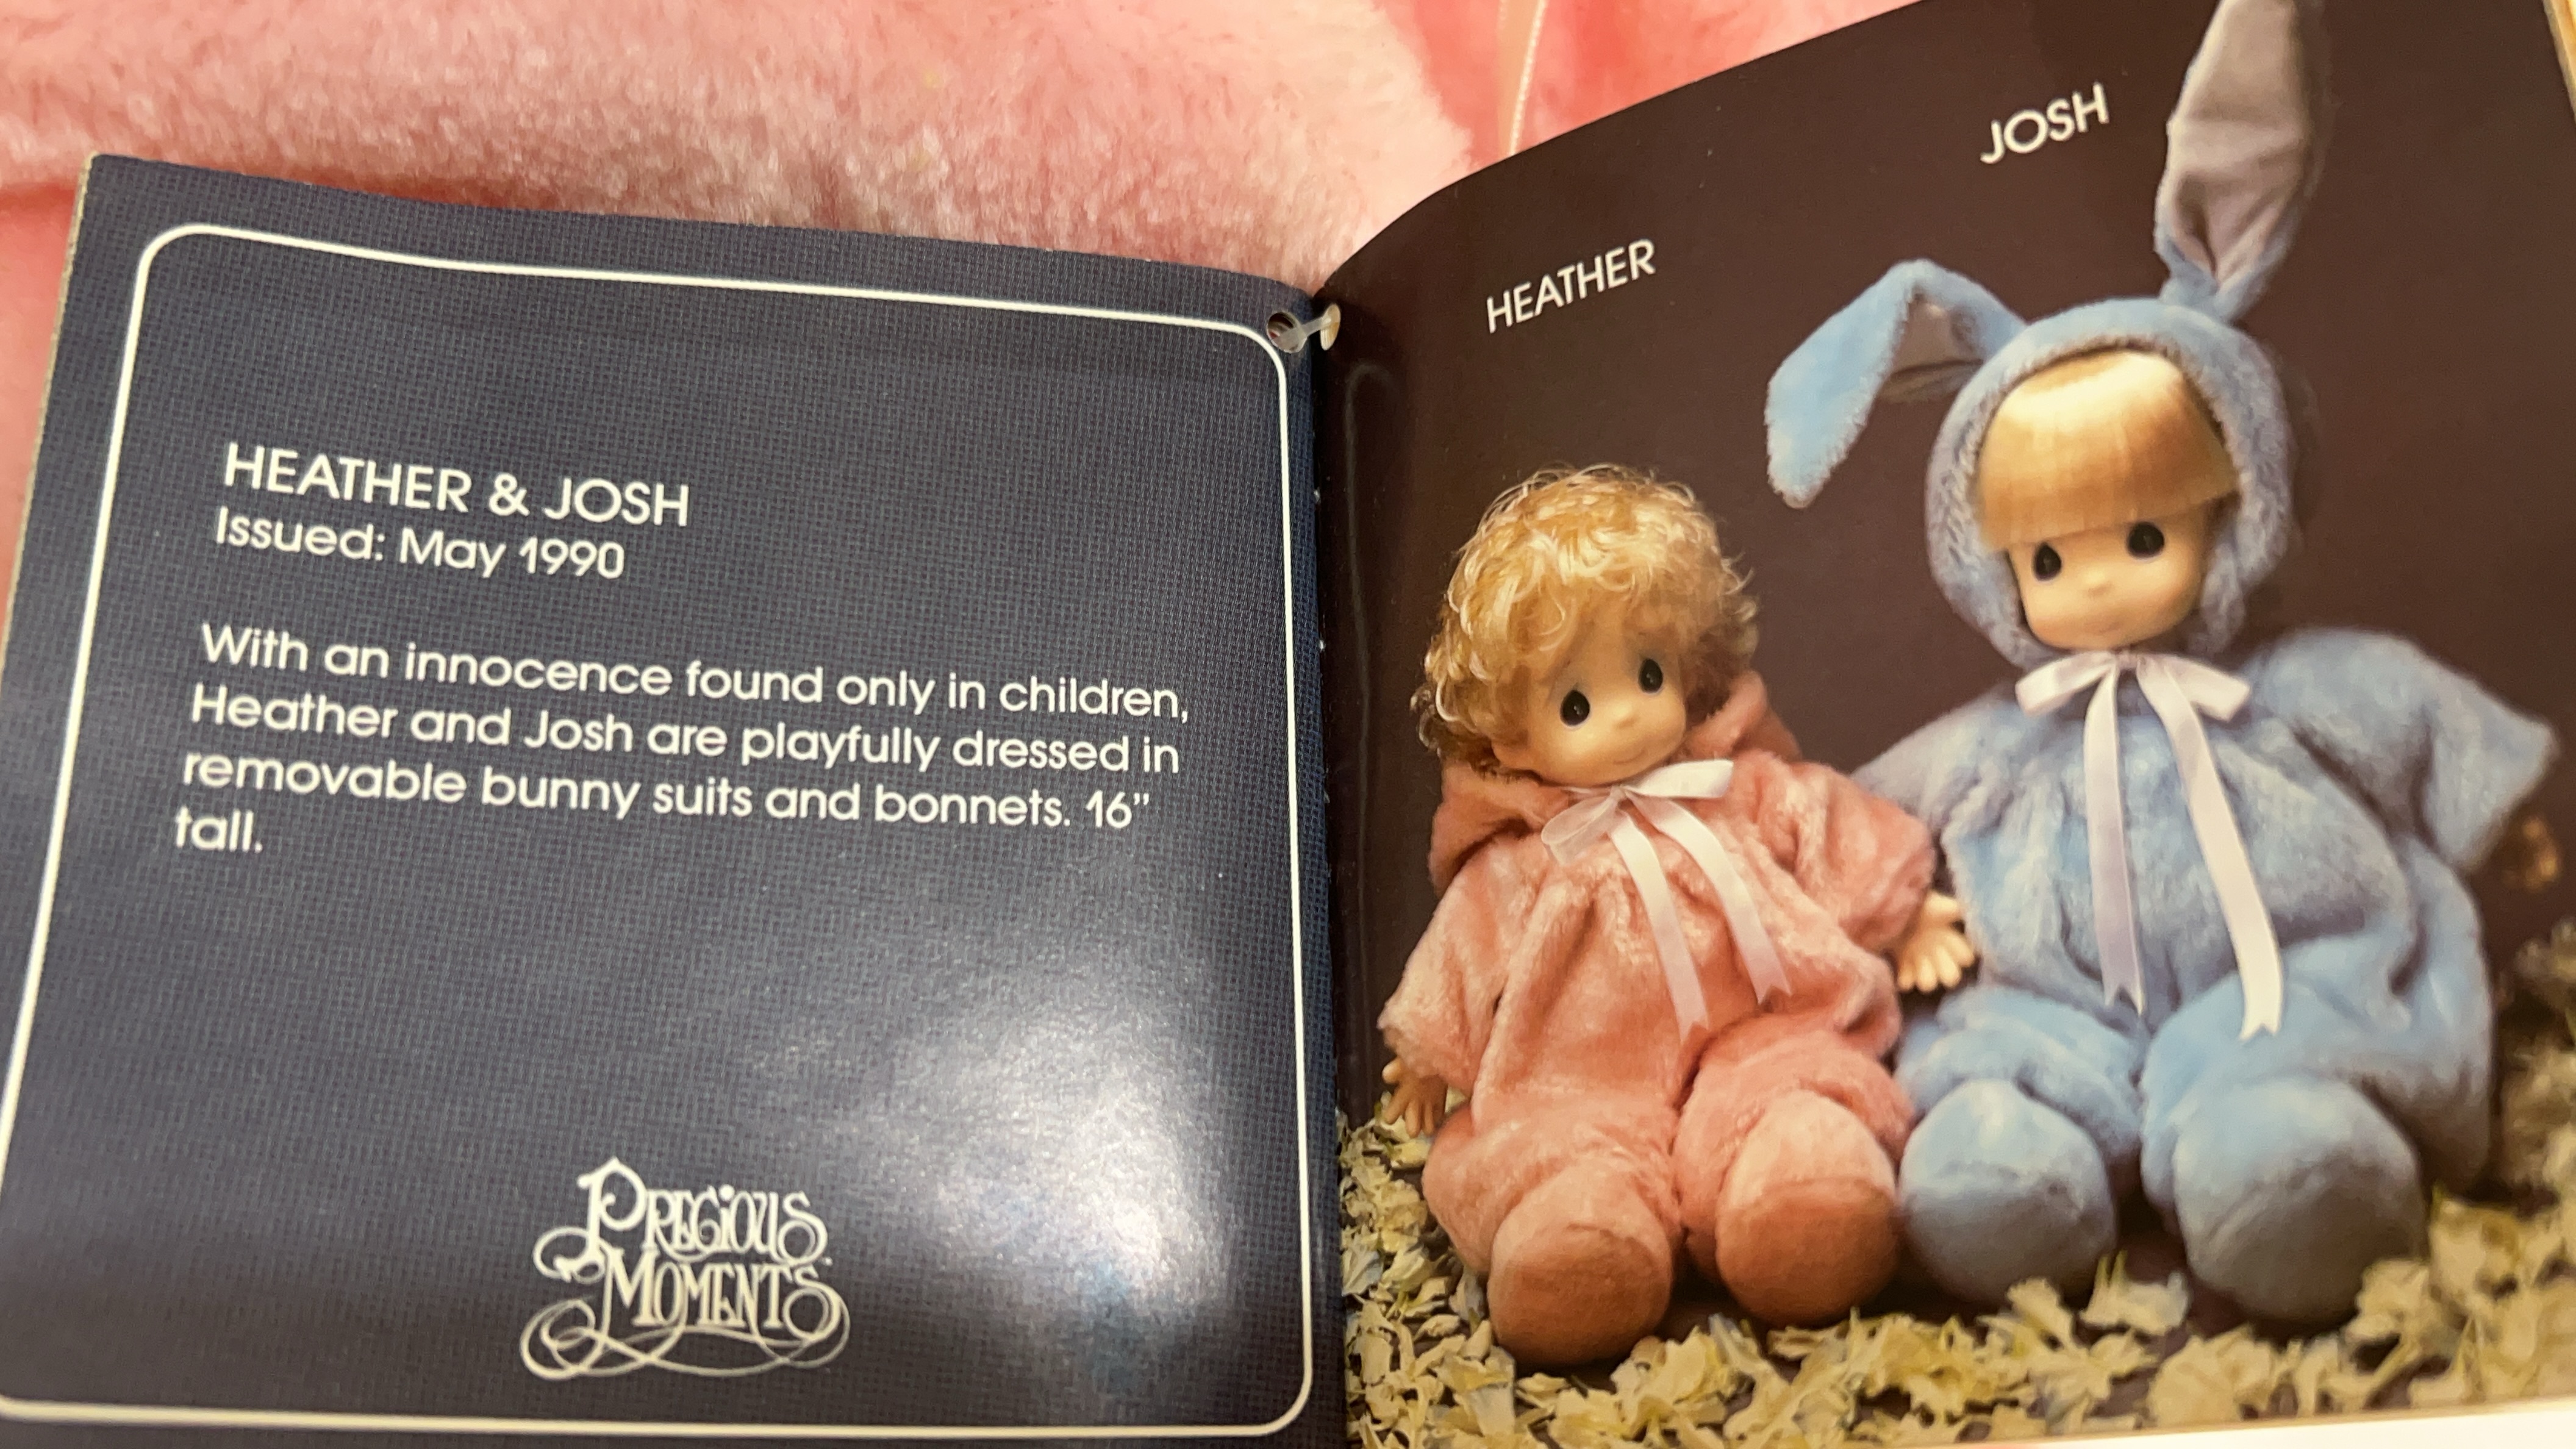 HEATHER & JOSH
Issued: May 1990
With an innocence found only in children,
Heather and Josh are playfully dressed in
removable bunny suits and bonnets. 16”
tall.
PRECIOUS
MOMENTS
HEATHER
JOSH